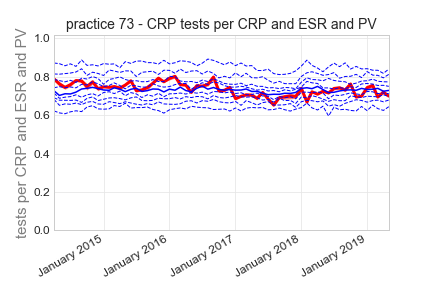 practice 73 - CRP tests per CRP and ESR and PV
tests per CRP and ESR and PV
1.0
0.8
0.6
0.4
0.2
0.0
January 2015
January 2016
January 2017
January 2018
January 2019